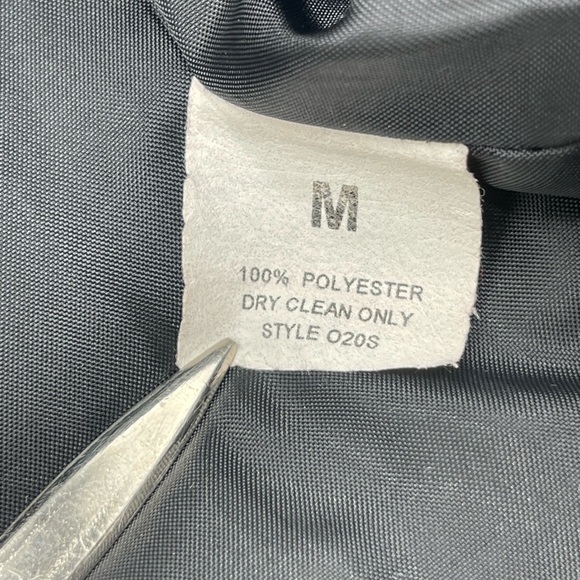 M
100% POLYESTER
DRY CLEAN ONLY
STYLE O20S